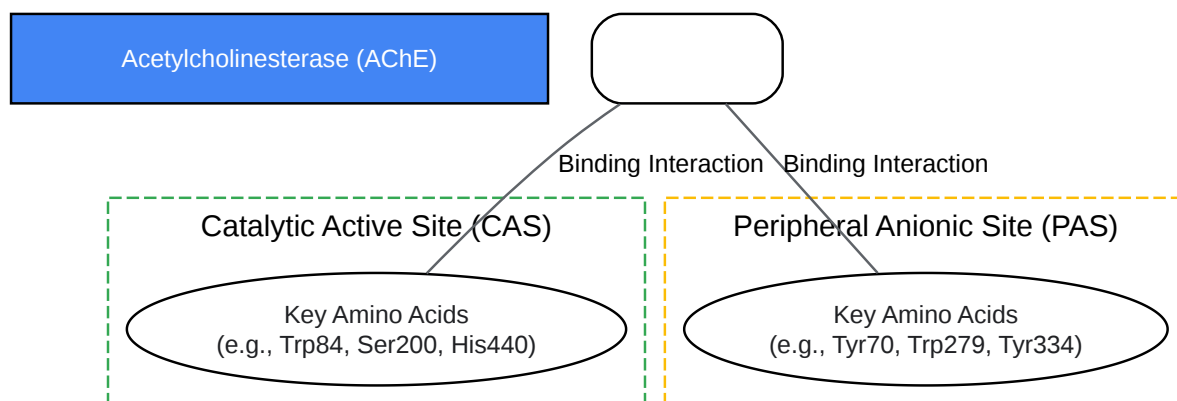 Acetylcholinesterase (AChE)
Binding Interaction
Binding Interaction
Catalytic Active Site (CAS)
Peripheral Anionic Site (PAS)
Key Amino Acids
(e.g., Trp84, Ser200, His440)
Key Amino Acids
(e.g., Tyr70, Trp279, Tyr334)